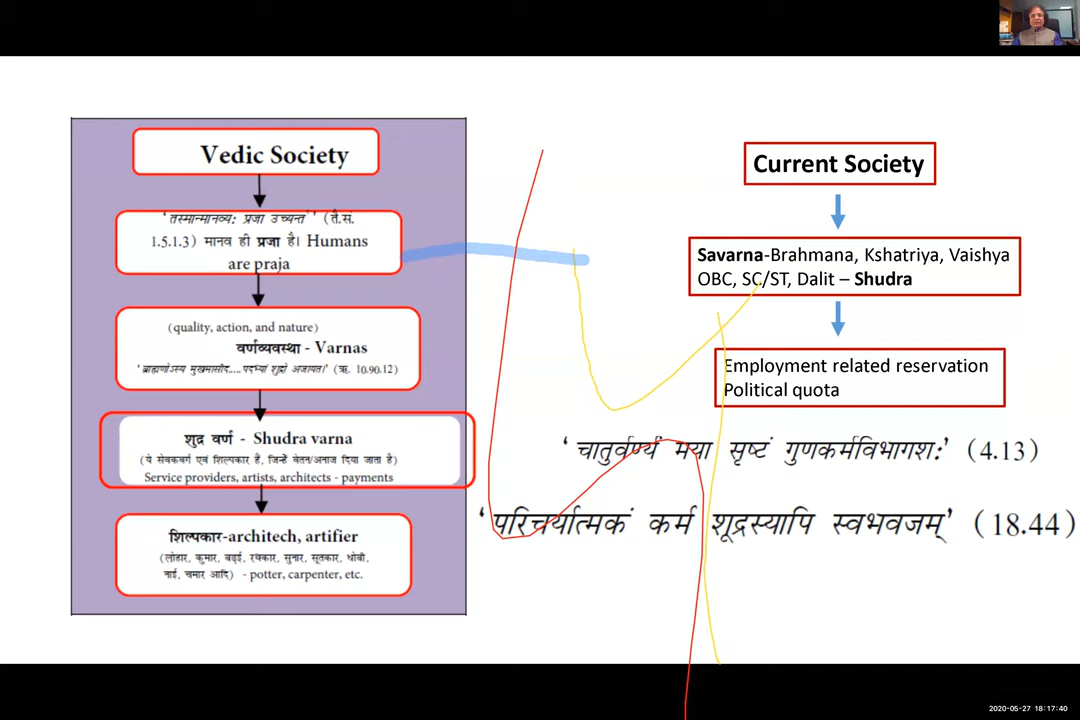 Vedic Society
'तस्मान्मानव्य: प्रजा उच्यन्त' (तै.सं.
1.5.1.3) मानव ही प्रजा है। Humans
are praja
(quality, action, and nature)
वर्णव्यवस्था - Varnas
'ब्राह्मणोऽस्य मुखमासीद....पदभ्यां शूद्रो अजायत।' (ऋ. 10.90.12)
शूद्र वर्ण - Shudra varna
(ये सेवकवर्ग एवं शिल्पकार हैं, जिन्हें वेतन/अनाज दिया जाता है)
Service providers, artists, architects - payments
शिल्पकार-architech, artifier
(लोहार, कुमार, बढ़ई, रथकार, सुनार, सूतकार, धोबी,
नाई, चमार आदि) - potter, carpenter, etc.
Current Society
Savarna-Brahmana, Kshatriya, Vaishya
OBC, SC/ST, Dalit – Shudra
Employment related reservation
Political quota
'चातुर्वर्ण्यं मया सृष्टं गुणकर्मविभागशः' (4.13)
'परिचर्यात्मकं कर्म शूद्रस्यापि स्वभवजम्' (18.44)
2020-05-27 18:17:40